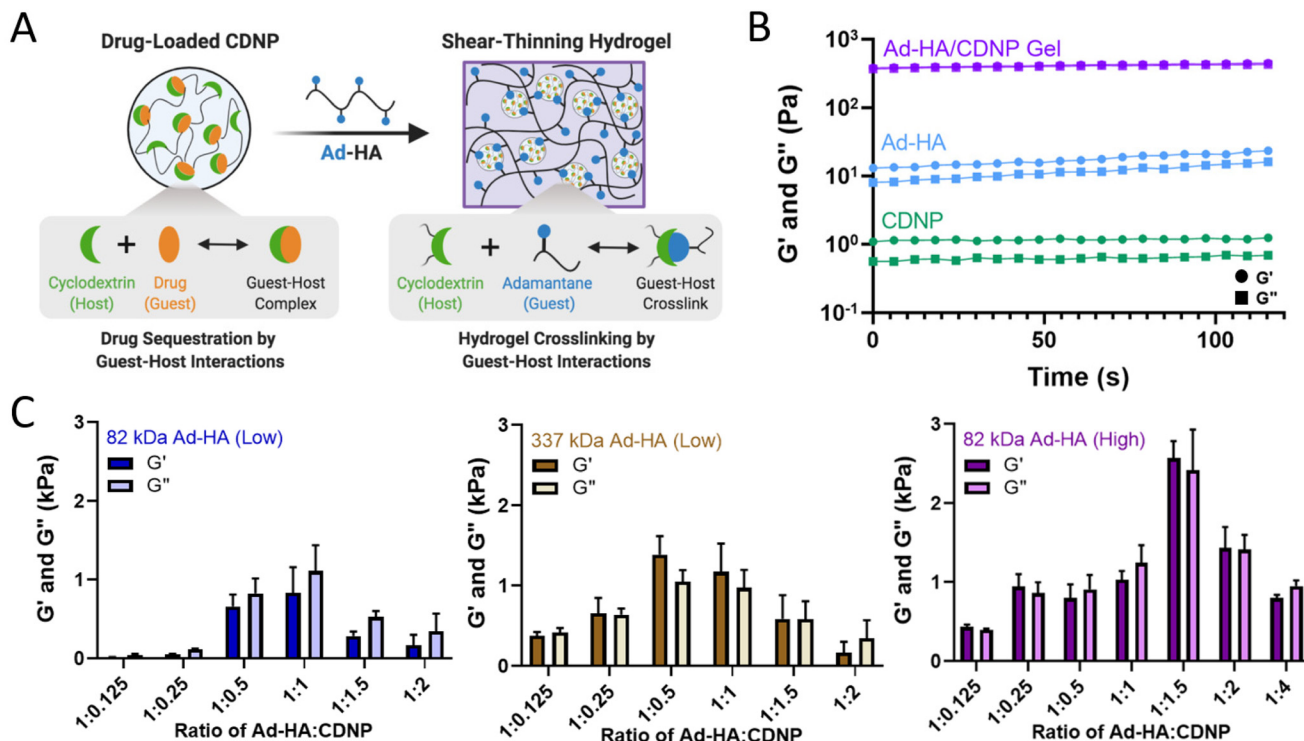 A
Drug-Loaded CDNP
Shear-Thinning Hydrogel
Ad-HA
Cyclodextrin
(Host)
+
Drug
(Guest)
Guest-Host
Complex
Cyclodextrin
(Host)
+
Adamantane
(Guest)
Guest-Host
Crosslink
Drug Sequestration by
Guest-Host Interactions
Hydrogel Crosslinking by
Guest-Host Interactions
B
G' and G" (Pa)
10³
10²
10¹
10⁰
10⁻¹
Ad-HA/CDNP Gel
Ad-HA
CDNP
G'
G"
0 50 100
Time (s)
C
G' and G" (kPa)
3
2
1
0
82 kDa Ad-HA (Low)
G'
G"
1:0.125 1:0.25 1:0.5 1:1 1:1.5 1:2
Ratio of Ad-HA:CDNP
G' and G" (kPa)
3
2
1
0
337 kDa Ad-HA (Low)
G'
G"
1:0.125 1:0.25 1:0.5 1:1 1:1.5 1:2
Ratio of Ad-HA:CDNP
G' and G" (kPa)
3
2
1
0
82 kDa Ad-HA (High)
G'
G"
1:0.125 1:0.25 1:0.5 1:1 1:1.5 1:2 1:4
Ratio of Ad-HA:CDNP